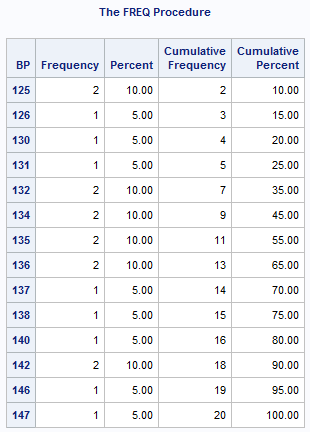 The FREQ Procedure
Cumulative Cumulative
BP Frequency Percent Frequency Percent
125 2 10.00 2 10.00
126 1 5.00 3 15.00
130 1 5.00 4 20.00
131 1 5.00 5 25.00
132 2 10.00 7 35.00
134 2 10.00 9 45.00
135 2 10.00 11 55.00
136 2 10.00 13 65.00
137 1 5.00 14 70.00
138 1 5.00 15 75.00
140 1 5.00 16 80.00
142 2 10.00 18 90.00
146 1 5.00 19 95.00
147 1 5.00 20 100.00